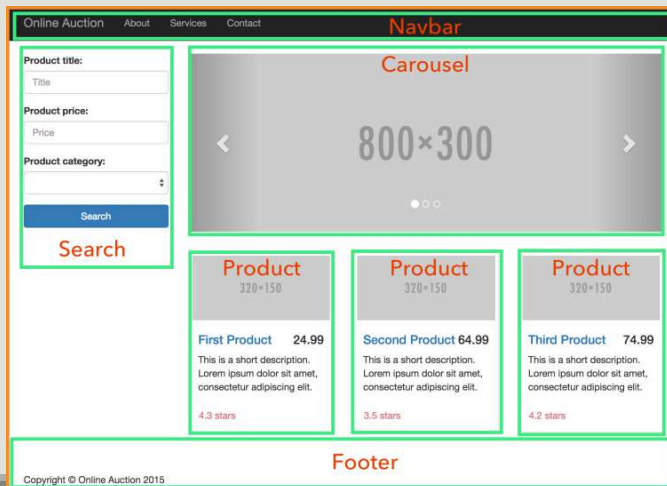 Online Auction About Services Contact
Navbar
Product title:
Title
Product price:
Price
Product category:
Search
Search
Carousel
800×300
Product
320×150
First Product 24.99
This is a short description.
Lorem ipsum dolor sit amet,
consectetur adipiscing elit.
4.3 stars
Product
320×150
Second Product 64.99
This is a short description.
Lorem ipsum dolor sit amet,
consectetur adipiscing elit.
3.5 stars
Product
320×150
Third Product 74.99
This is a short description.
Lorem ipsum dolor sit amet,
consectetur adipiscing elit.
4.2 stars
Footer
Copyright © Online Auction 2015